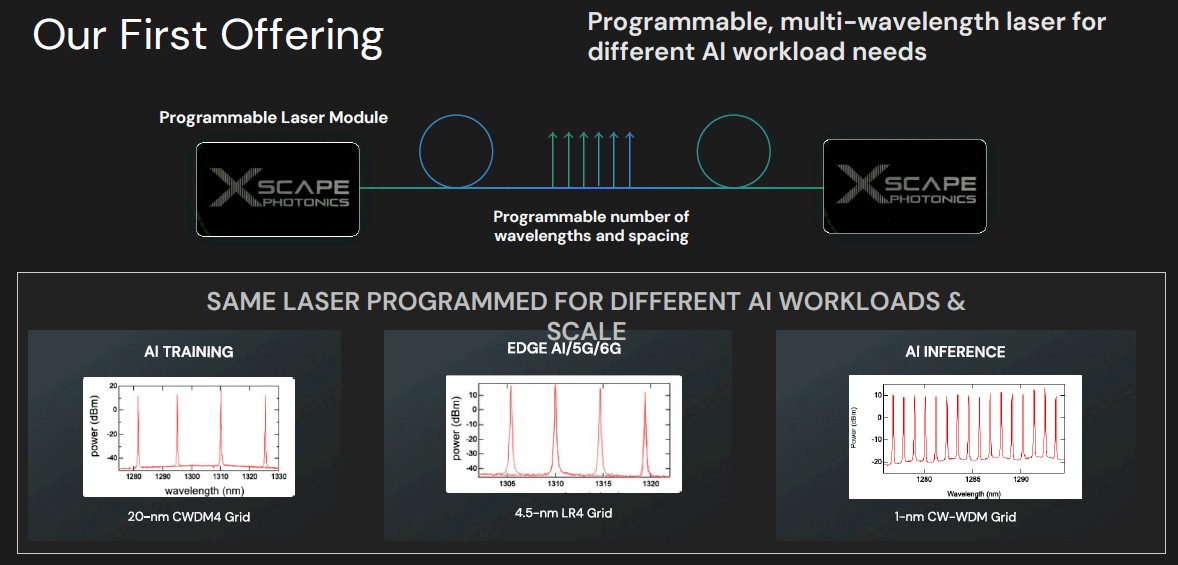 Our First Offering
Programmable, multi-wavelength laser for
different AI workload needs
Programmable Laser Module
XSCAPE
PHOTONICS
XSCAPE
PHOTONICS
Programmable number of
wavelengths and spacing
SAME LASER PROGRAMMED FOR DIFFERENT AI WORKLOADS &
SCALE
AI TRAINING
20
0
-20
-40
power (dBm)
1280 1290 1300 1310 1320 1330
wavelength (nm)
20-nm CWDM4 Grid
EDGE AI/5G/6G
10
0
-10
-20
-30
-40
power (dBm)
1305 1310 1315 1320
4.5-nm LR4 Grid
AI INFERENCE
10
0
-10
-20
Power (dBm)
1280 1285 1290
Wavelength (nm)
1-nm CW-WDM Grid